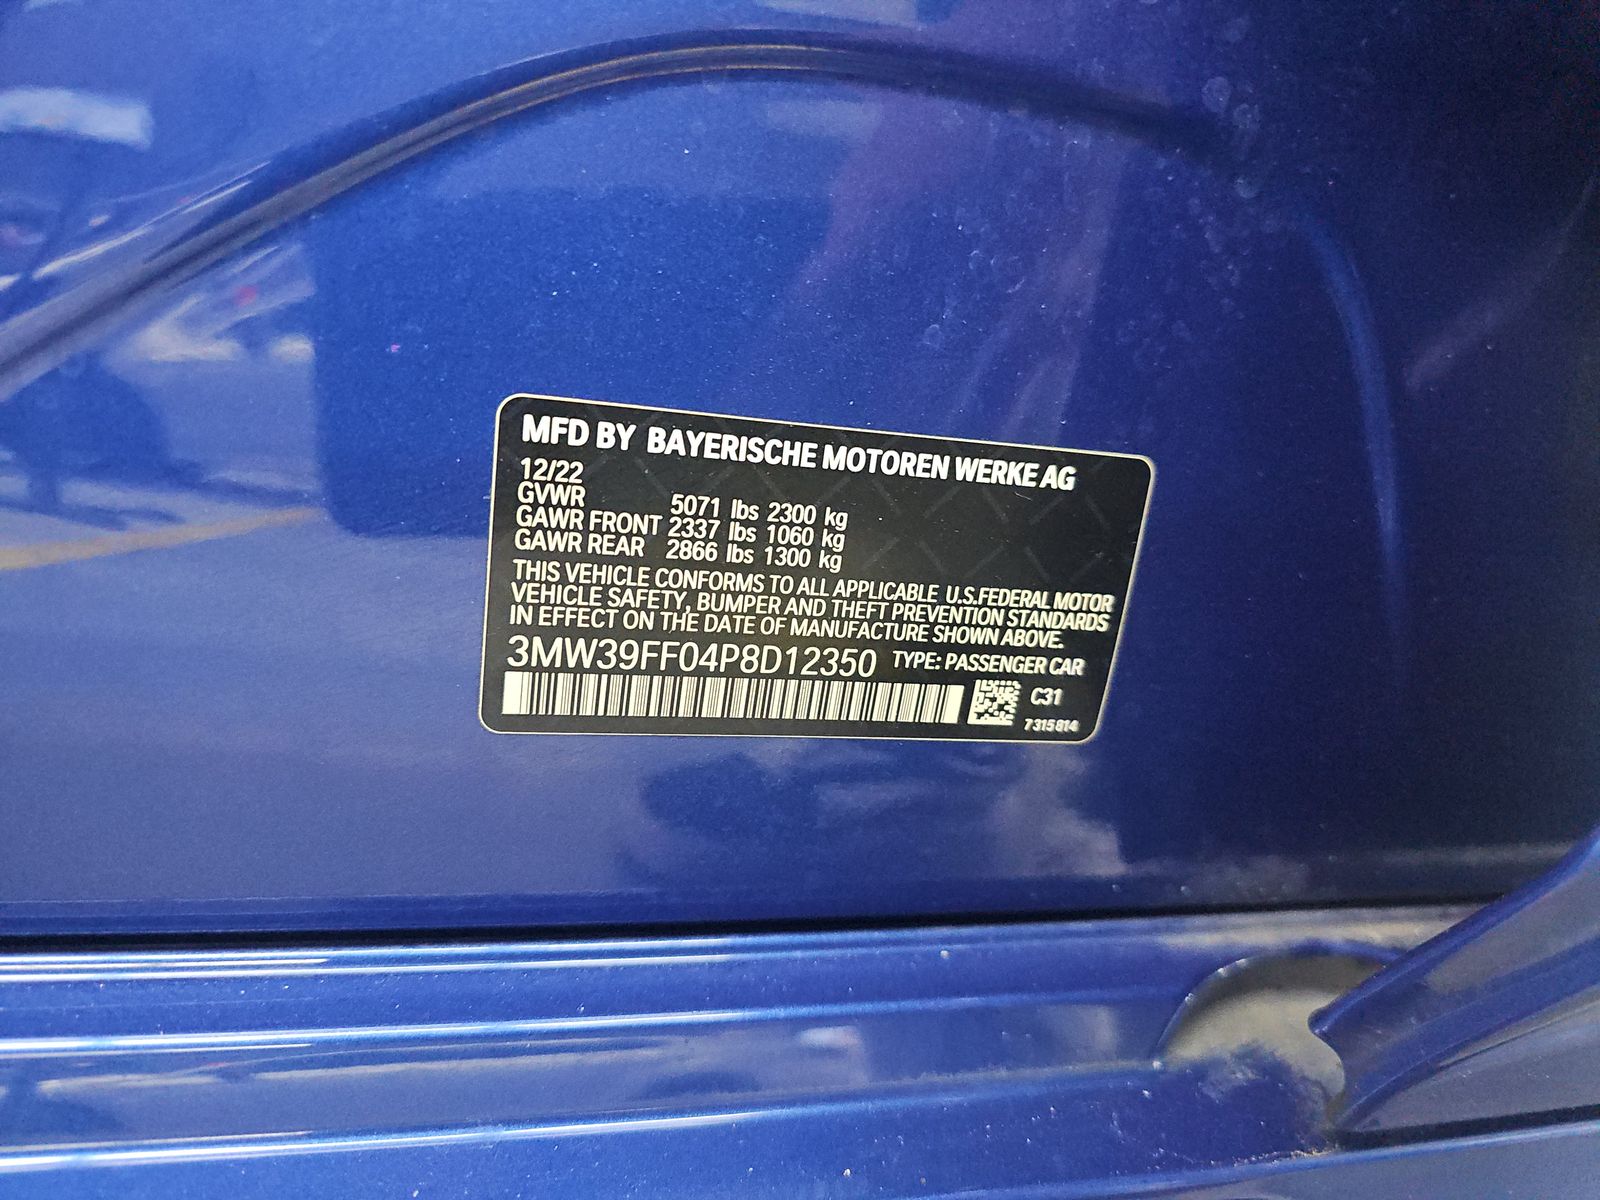 MFD BY BAYERISCHE MOTOREN WERKE AG
12/22
GVWR 5071 lbs 2300 kg
GAWR FRONT 2337 lbs 1060 kg
GAWR REAR 2866 lbs 1300 kg
THIS VEHICLE CONFORMS TO ALL APPLICABLE U.S.FEDERAL MOTOR
VEHICLE SAFETY, BUMPER AND THEFT PREVENTION STANDARDS
IN EFFECT ON THE DATE OF MANUFACTURE SHOWN ABOVE.
3MW39FF04P8D12350 TYPE: PASSENGER CAR
C31
7315814